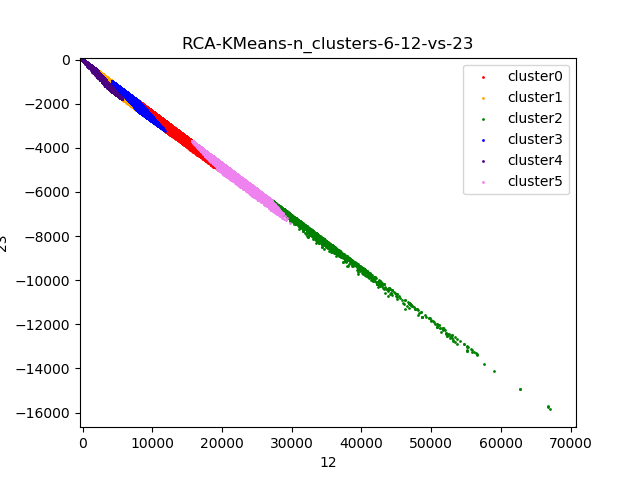 RCA-KMeans-n_clusters-6-12-vs-23
0
−2000
−4000
−6000
−8000
−10000
−12000
−14000
−16000
23
cluster0
cluster1
cluster2
cluster3
cluster4
cluster5
0 10000 20000 30000 40000 50000 60000 70000
12